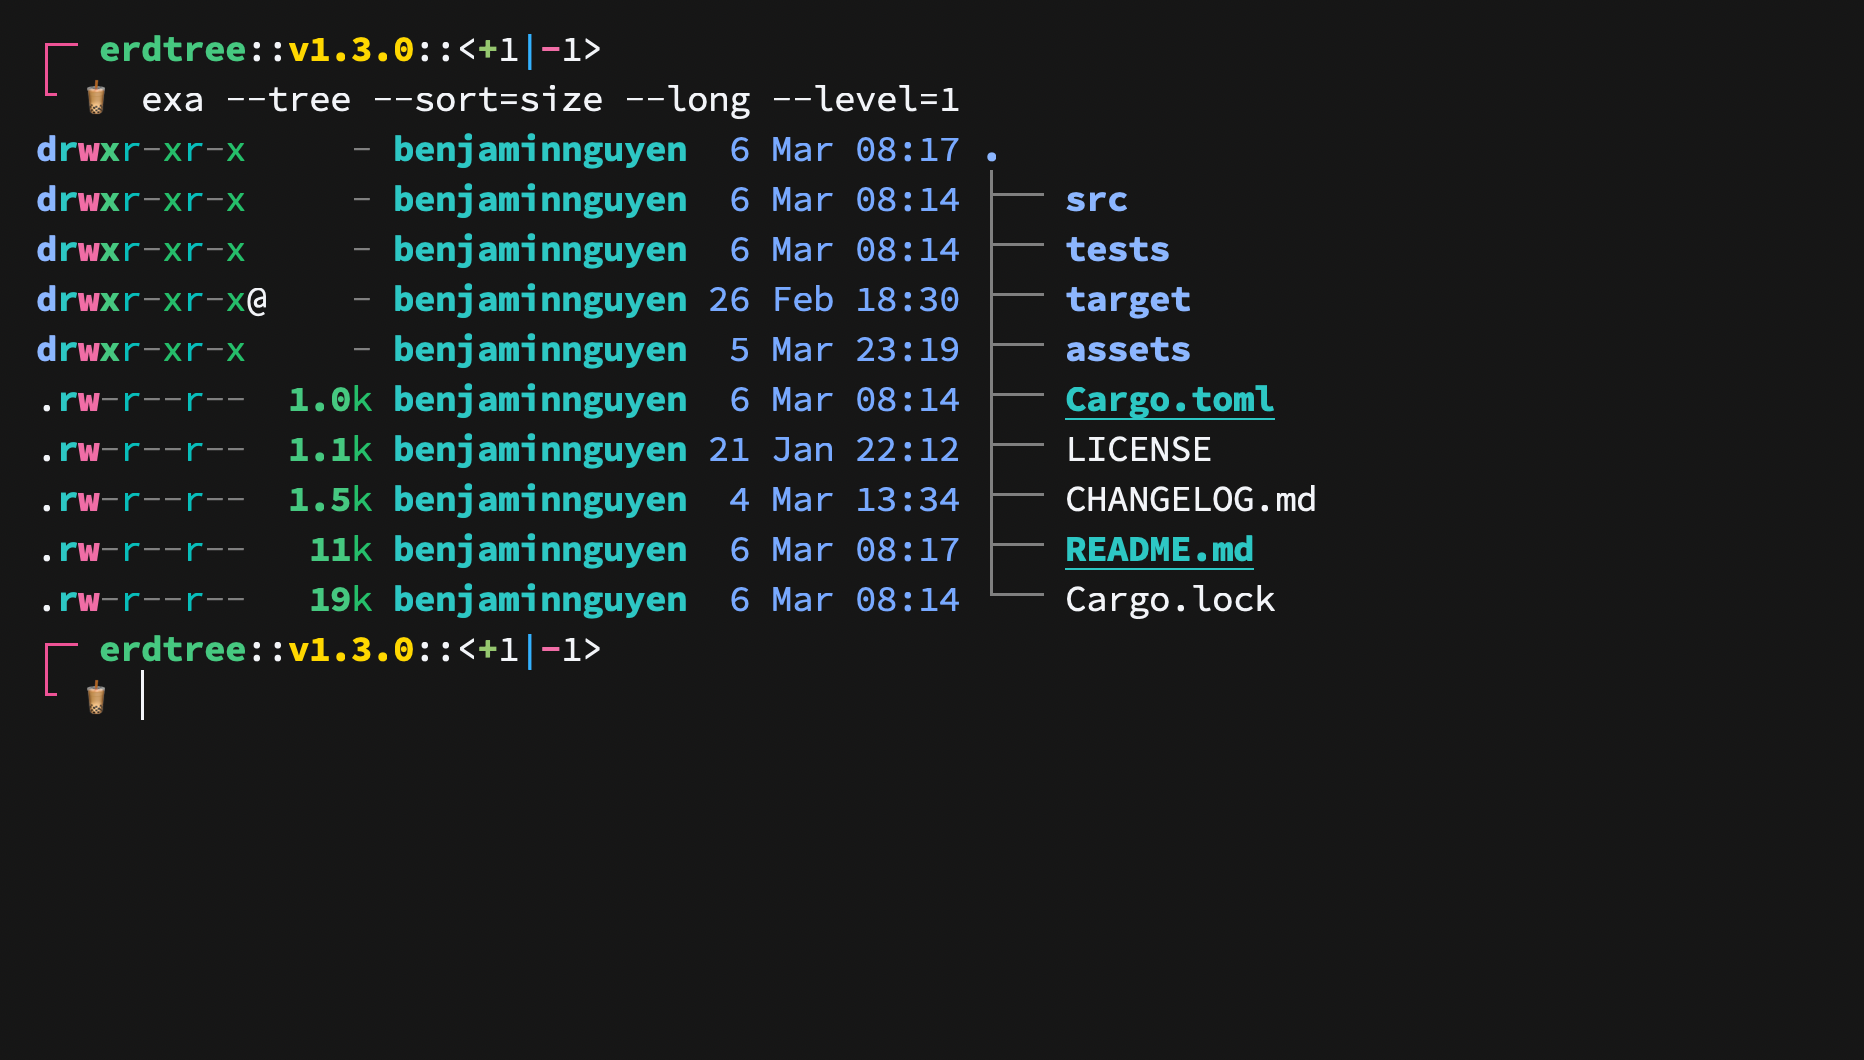 erdtree::v1.3.0::<+1|-1>
🧋 exa --tree --sort=size --long --level=1
drwxr-xr-x     - benjaminnguyen  6 Mar 08:17 .
drwxr-xr-x     - benjaminnguyen  6 Mar 08:14 ├── src
drwxr-xr-x     - benjaminnguyen  6 Mar 08:14 ├── tests
drwxr-xr-x@    - benjaminnguyen 26 Feb 18:30 ├── target
drwxr-xr-x     - benjaminnguyen  5 Mar 23:19 ├── assets
.rw-r--r--  1.0k benjaminnguyen  6 Mar 08:14 ├── Cargo.toml
.rw-r--r--  1.1k benjaminnguyen 21 Jan 22:12 ├── LICENSE
.rw-r--r--  1.5k benjaminnguyen  4 Mar 13:34 ├── CHANGELOG.md
.rw-r--r--   11k benjaminnguyen  6 Mar 08:17 ├── README.md
.rw-r--r--   19k benjaminnguyen  6 Mar 08:14 └── Cargo.lock
erdtree::v1.3.0::<+1|-1>
🧋